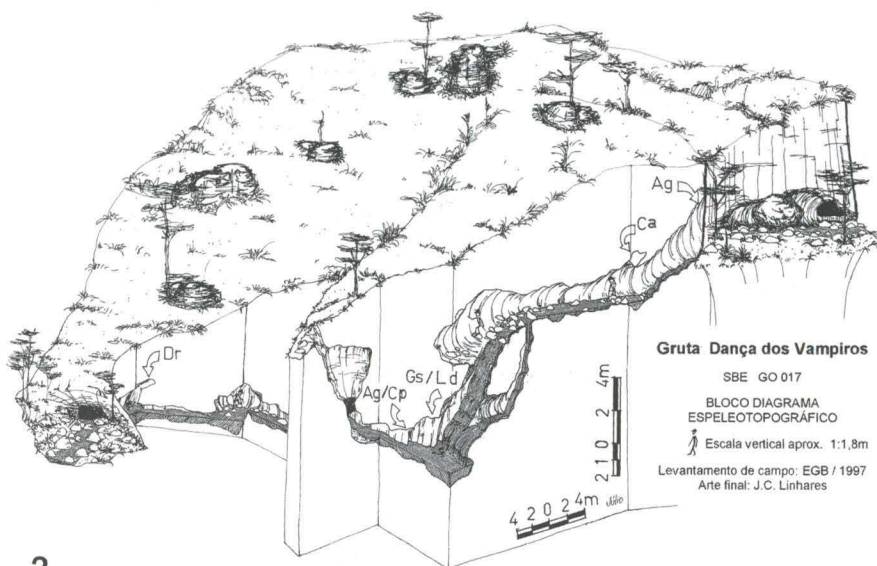 Ag
Ca
Dr
Ag/Cp
Gs/Ld
Gruta Dança dos Vampiros
SBE GO 017
BLOCO DIAGRAMA
ESPELEOTOPOGRÁFICO
Escala vertical aprox. 1:1,8m
Levantamento de campo: EGB / 1997
Arte final: J.C. Linhares
4m
2
0
1
2
4 2 0 2 4m
Júlio